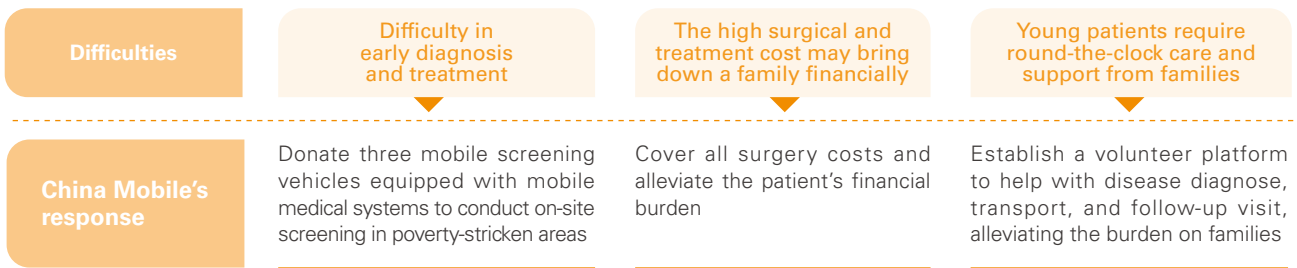 Difficulties
Difficulty in
early diagnosis
and treatment
The high surgical and
treatment cost may bring
down a family financially
Young patients require
round-the-clock care and
support from families
China Mobile's
response
Donate three mobile screening
vehicles equipped with mobile
medical systems to conduct on-site
screening in poverty-stricken areas
Cover all surgery costs and
alleviate the patient's financial
burden
Establish a volunteer platform
to help with disease diagnose,
transport, and follow-up visit,
alleviating the burden on families